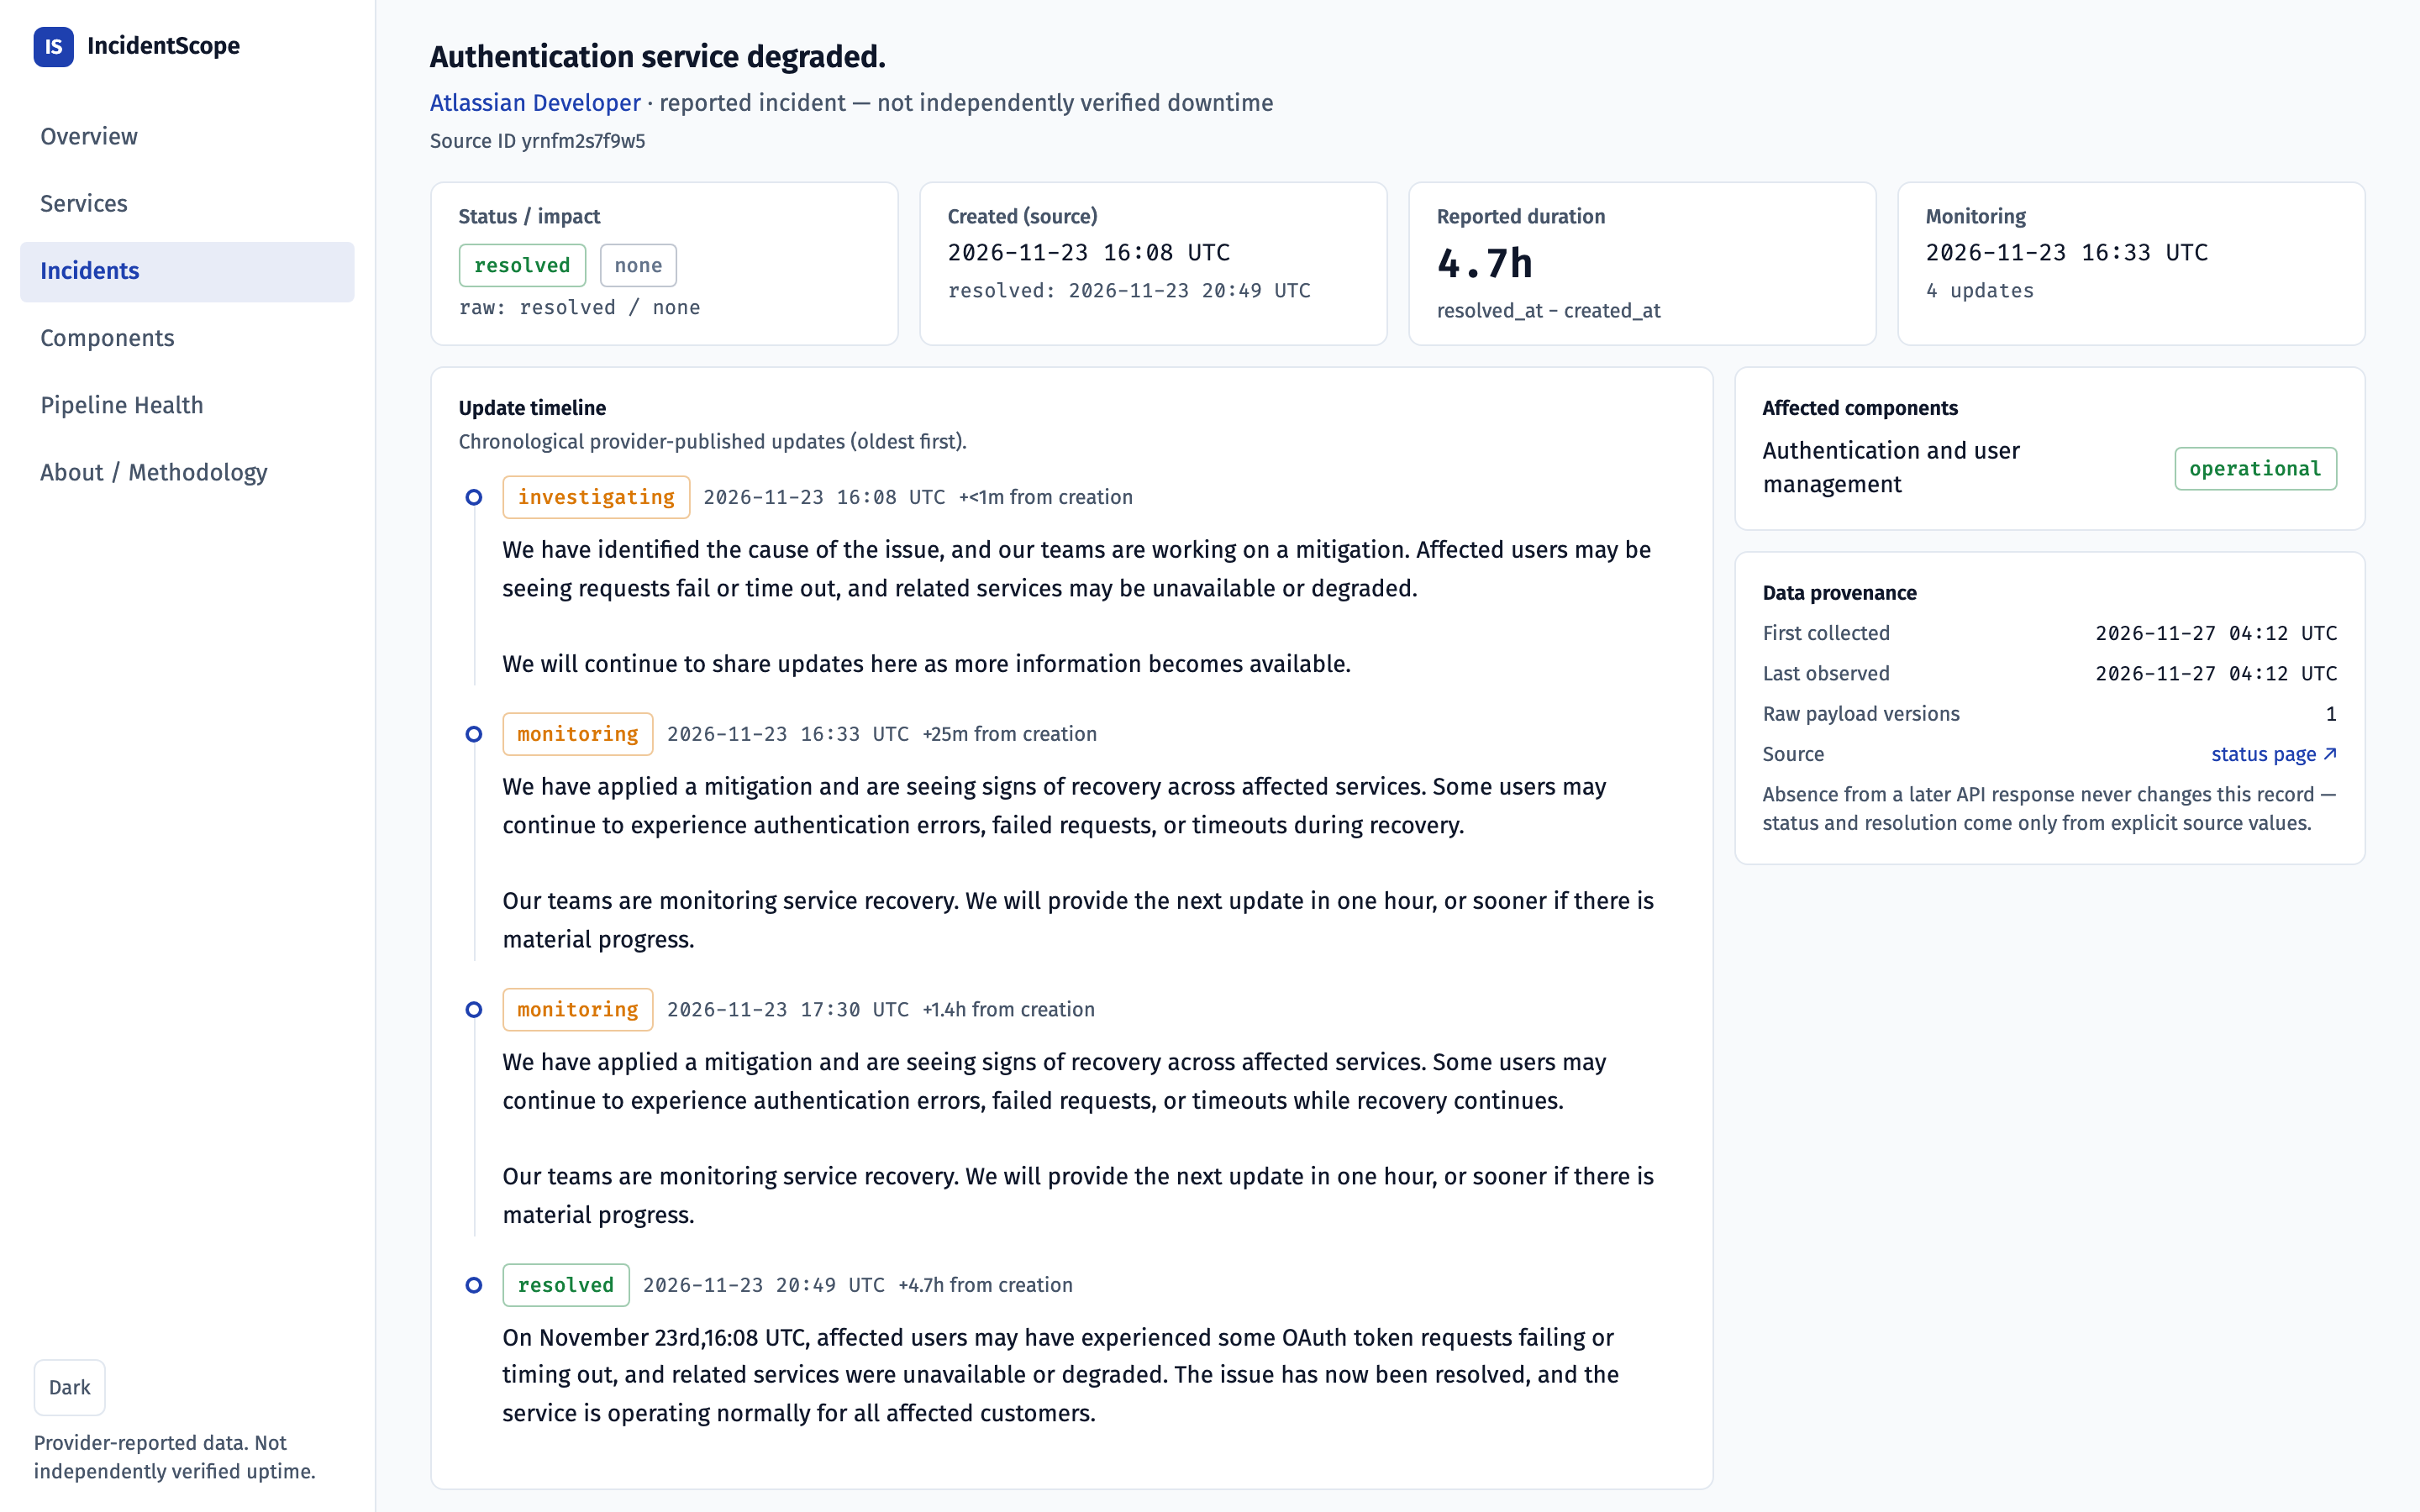 IS IncidentScope
Overview
Services
Incidents
Components
Pipeline Health
About / Methodology
Dark
Provider-reported data. Not
independently verified uptime.
Authentication service degraded.
Atlassian Developer · reported incident — not independently verified downtime
Source ID yrnfm2s7f9w5
Status / impact
resolved none
raw: resolved / none
Created (source)
2026-11-23 16:08 UTC
resolved: 2026-11-23 20:49 UTC
Reported duration
4.7h
resolved_at − created_at
Monitoring
2026-11-23 16:33 UTC
4 updates
Update timeline
Chronological provider-published updates (oldest first).
investigating 2026-11-23 16:08 UTC +<1m from creation
We have identified the cause of the issue, and our teams are working on a mitigation. Affected users may be
seeing requests fail or time out, and related services may be unavailable or degraded.
We will continue to share updates here as more information becomes available.
monitoring 2026-11-23 16:33 UTC +25m from creation
We have applied a mitigation and are seeing signs of recovery across affected services. Some users may
continue to experience authentication errors, failed requests, or timeouts during recovery.
Our teams are monitoring service recovery. We will provide the next update in one hour, or sooner if there is
material progress.
monitoring 2026-11-23 17:30 UTC +1.4h from creation
We have applied a mitigation and are seeing signs of recovery across affected services. Some users may
continue to experience authentication errors, failed requests, or timeouts while recovery continues.
Our teams are monitoring service recovery. We will provide the next update in one hour, or sooner if there is
material progress.
resolved 2026-11-23 20:49 UTC +4.7h from creation
On November 23rd,16:08 UTC, affected users may have experienced some OAuth token requests failing or
timing out, and related services were unavailable or degraded. The issue has now been resolved, and the
service is operating normally for all affected customers.
Affected components
Authentication and user
management
operational
Data provenance
First collected 2026-11-27 04:12 UTC
Last observed 2026-11-27 04:12 UTC
Raw payload versions 1
Source status page ↗
Absence from a later API response never changes this record —
status and resolution come only from explicit source values.